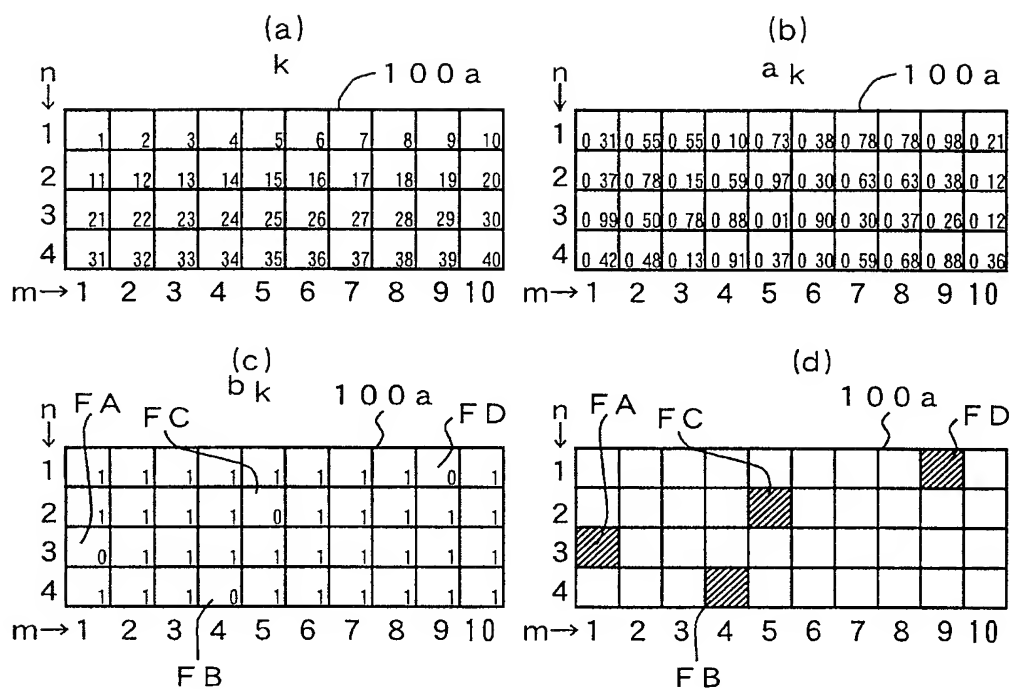 (a)
k
n
↓
100a
1 1 2 3 4 5 6 7 8 9 10
2 11 12 13 14 15 16 17 18 19 20
3 21 22 23 24 25 26 27 28 29 30
4 31 32 33 34 35 36 37 38 39 40
m→1 2 3 4 5 6 7 8 9 10
(b)
a k
n
↓
100a
1 0 31 0 55 0 55 0 10 0 73 0 38 0 78 0 78 0 98 0 21
2 0 37 0 78 0 15 0 59 0 97 0 30 0 63 0 63 0 38 0 12
3 0 99 0 50 0 78 0 88 0 01 0 90 0 30 0 37 0 26 0 12
4 0 42 0 48 0 13 0 91 0 37 0 30 0 59 0 68 0 88 0 36
m→1 2 3 4 5 6 7 8 9 10
(c)
b k
n
↓
FA
FC
100a
FD
1 1 1 1 1 1 1 1 1 0 1
2 1 1 1 1 0 1 1 1 1 1
3 0 1 1 1 1 1 1 1 1 1
4 1 1 1 0 1 1 1 1 1 1
m→1 2 3 4 5 6 7 8 9 10
FB
(d)
n
↓
FA
FC
100a
FD
1
2
3
4
m→1 2 3 4 5 6 7 8 9 10
FB